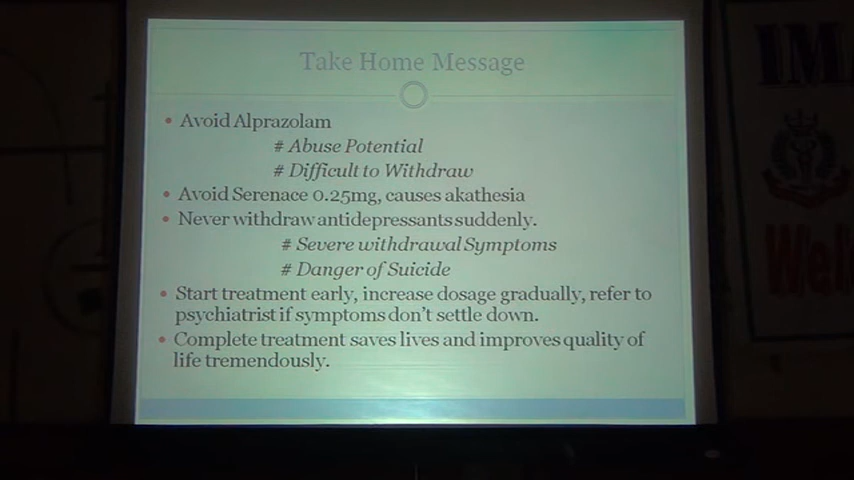 Take Home Message
• Avoid Alprazolam
# Abuse Potential
# Difficult to Withdraw
• Avoid Serenace 0.25mg, causes akathesia
• Never withdraw antidepressants suddenly.
# Severe withdrawal Symptoms
# Danger of Suicide
• Start treatment early, increase dosage gradually, refer to
psychiatrist if symptoms don't settle down.
• Complete treatment saves lives and improves quality of
life tremendously.